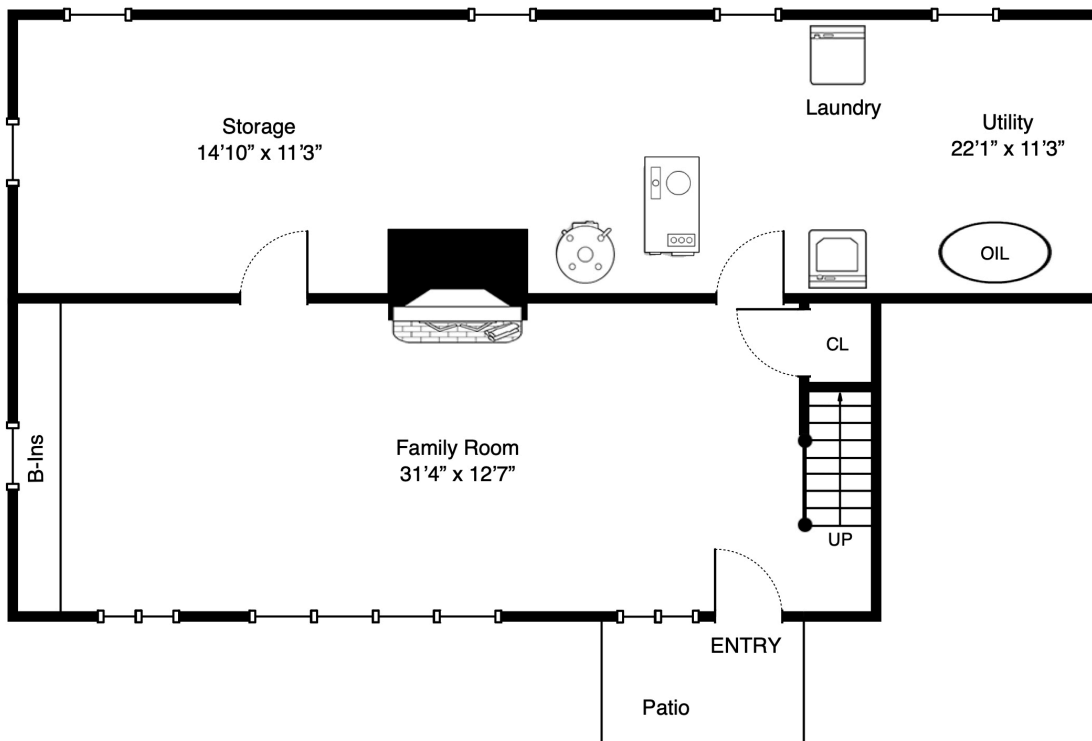 Laundry
Storage
14’10” x 11’3”
Utility
22’1” x 11’3”
OIL
CL
B-Ins
Family Room
31’4” x 12’7”
UP
ENTRY
Patio